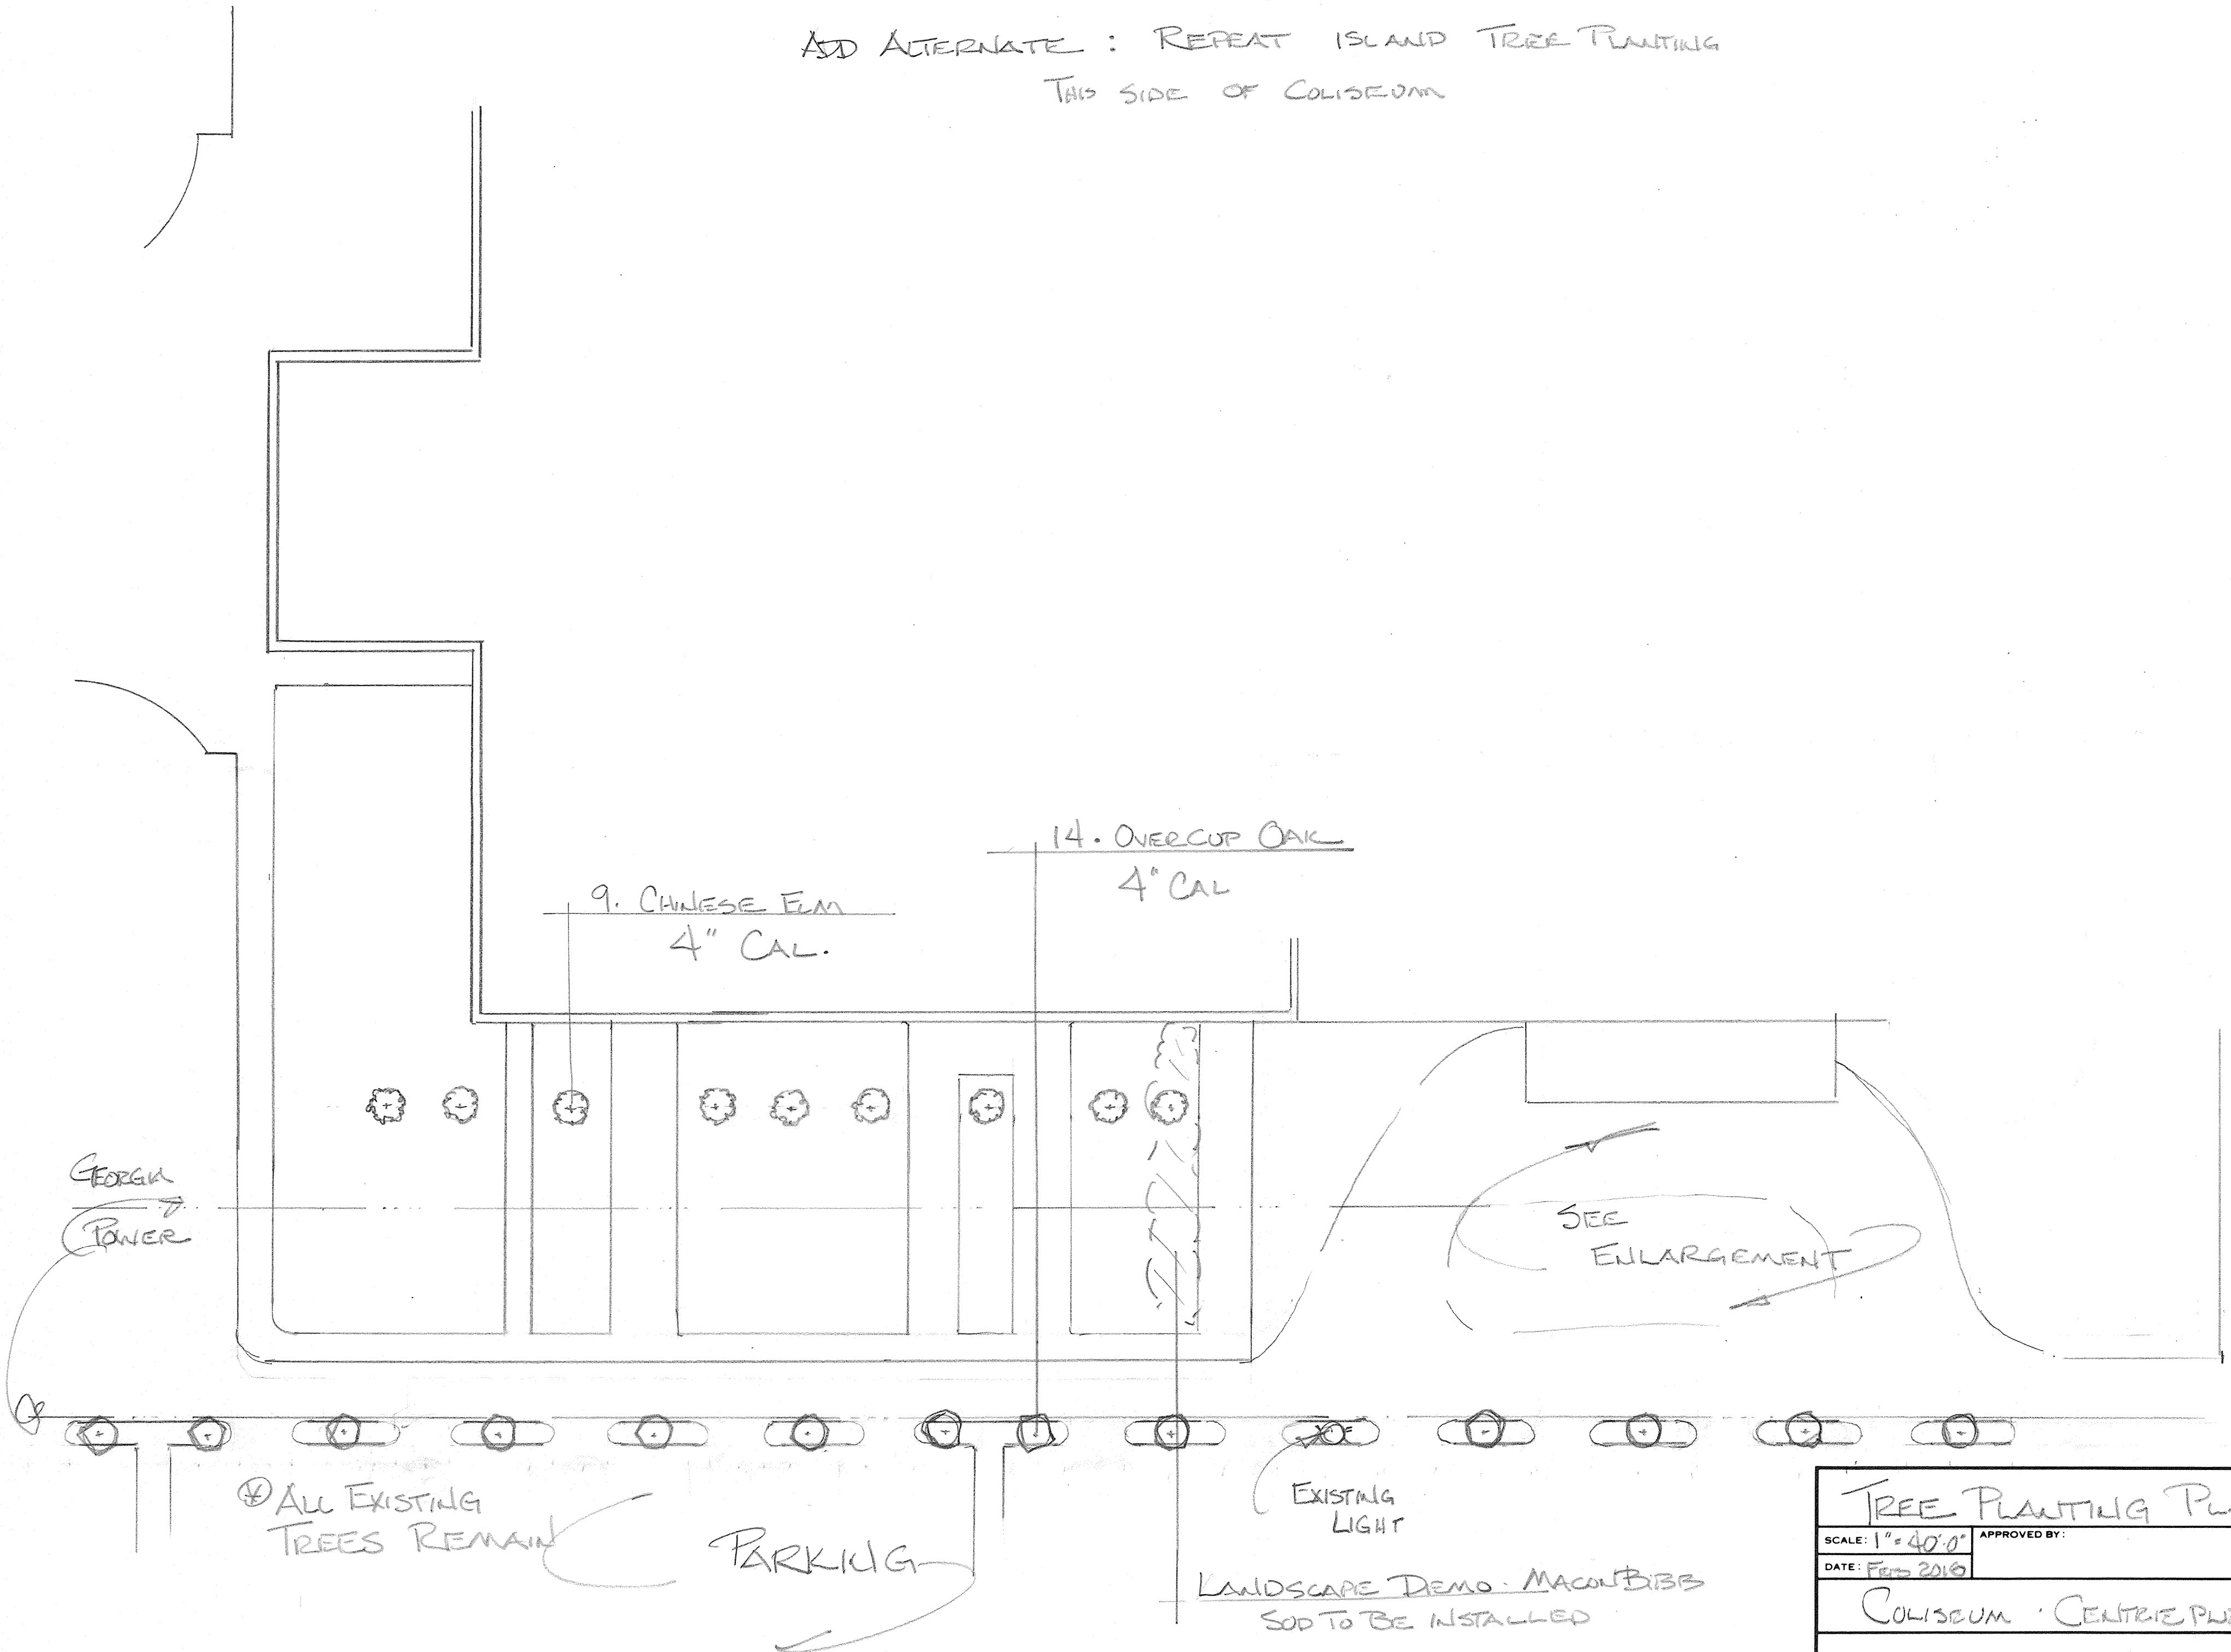 ADD ALTERNATE : REPEAT ISLAND TREE PLANTING
THIS SIDE OF COLISEUM
14. OVERCUP OAK
4" CAL
9. CHINESE ELM
4" CAL.
GEORGIA
POWER
SEE
ENLARGEMENT
ALL EXISTING
TREES REMAIN
PARKING
EXISTING
LIGHT
LANDSCAPE DEMO. MACON BIBB
SOD TO BE INSTALLED
TREE PLANTING PL
SCALE: 1" = 40'-0" APPROVED BY:
DATE: FEB 2016
COLISEUM · CENTREPL